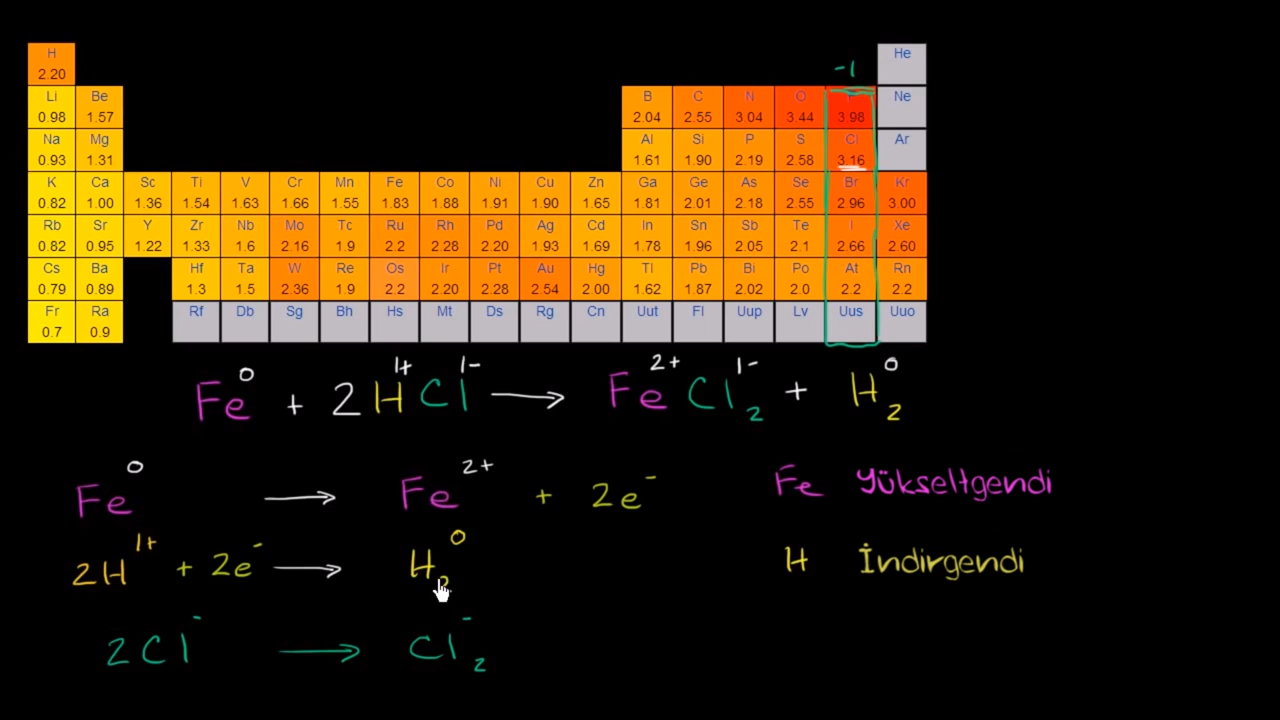 -1
H He
2.20
Li Be B C N O F Ne
0.98 1.57 2.04 2.55 3.04 3.44 3.98
Na Mg Al Si P S Cl Ar
0.93 1.31 1.61 1.90 2.19 2.58 3.16
K Ca Sc Ti V Cr Mn Fe Co Ni Cu Zn Ga Ge As Se Br Kr
0.82 1.00 1.36 1.54 1.63 1.66 1.55 1.83 1.88 1.91 1.90 1.65 1.81 2.01 2.18 2.55 2.96 3.00
Rb Sr Y Zr Nb Mo Tc Ru Rh Pd Ag Cd In Sn Sb Te I Xe
0.82 0.95 1.22 1.33 1.6 2.16 1.9 2.2 2.28 2.20 1.93 1.69 1.78 1.96 2.05 2.1 2.66 2.60
Cs Ba Hf Ta W Re Os Ir Pt Au Hg Tl Pb Bi Po At Rn
0.79 0.89 1.3 1.5 2.36 1.9 2.2 2.20 2.28 2.54 2.00 1.62 1.87 2.02 2.0 2.2 2.2
Fr Ra Rf Db Sg Bh Hs Mt Ds Rg Cn Uut Fl Uup Lv Uus Uuo
0.7 0.9
Fe⁰ + 2H¹⁺Cl¹⁻ → Fe²⁺Cl₂¹⁻ + H₂⁰
Fe⁰ → Fe²⁺ + 2e⁻ Fe Yükseltgendi
2H¹⁺ + 2e⁻ → H₂⁰ H İndirgendi
2Cl⁻ → Cl₂⁻